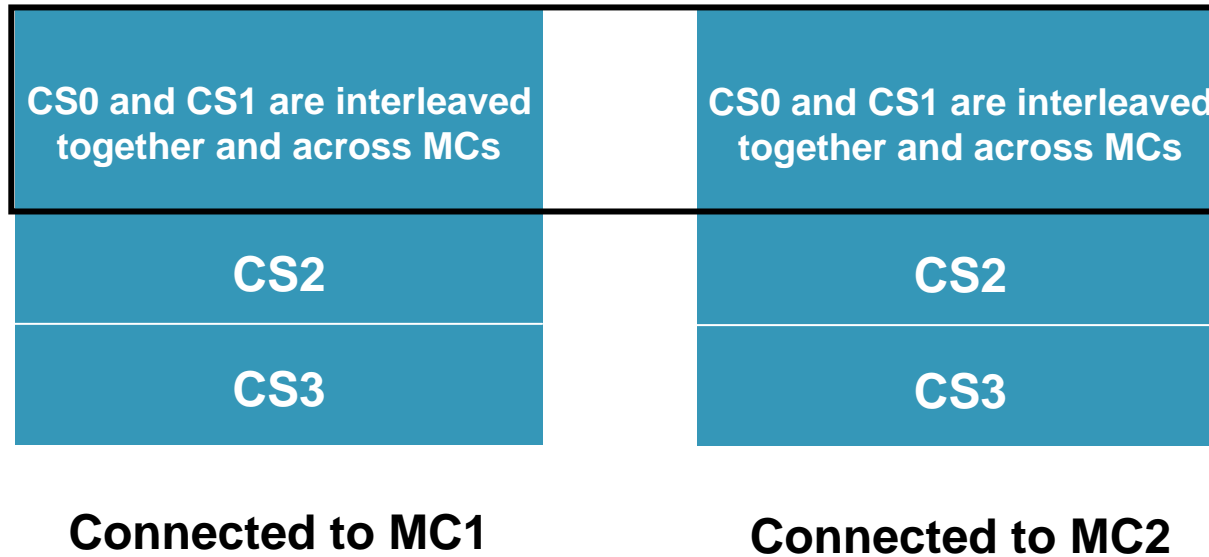 CS0 and CS1 are interleaved
together and across MCs
CS2
CS3
Connected to MC1
CS0 and CS1 are interleaved
together and across MCs
CS2
CS3
Connected to MC2